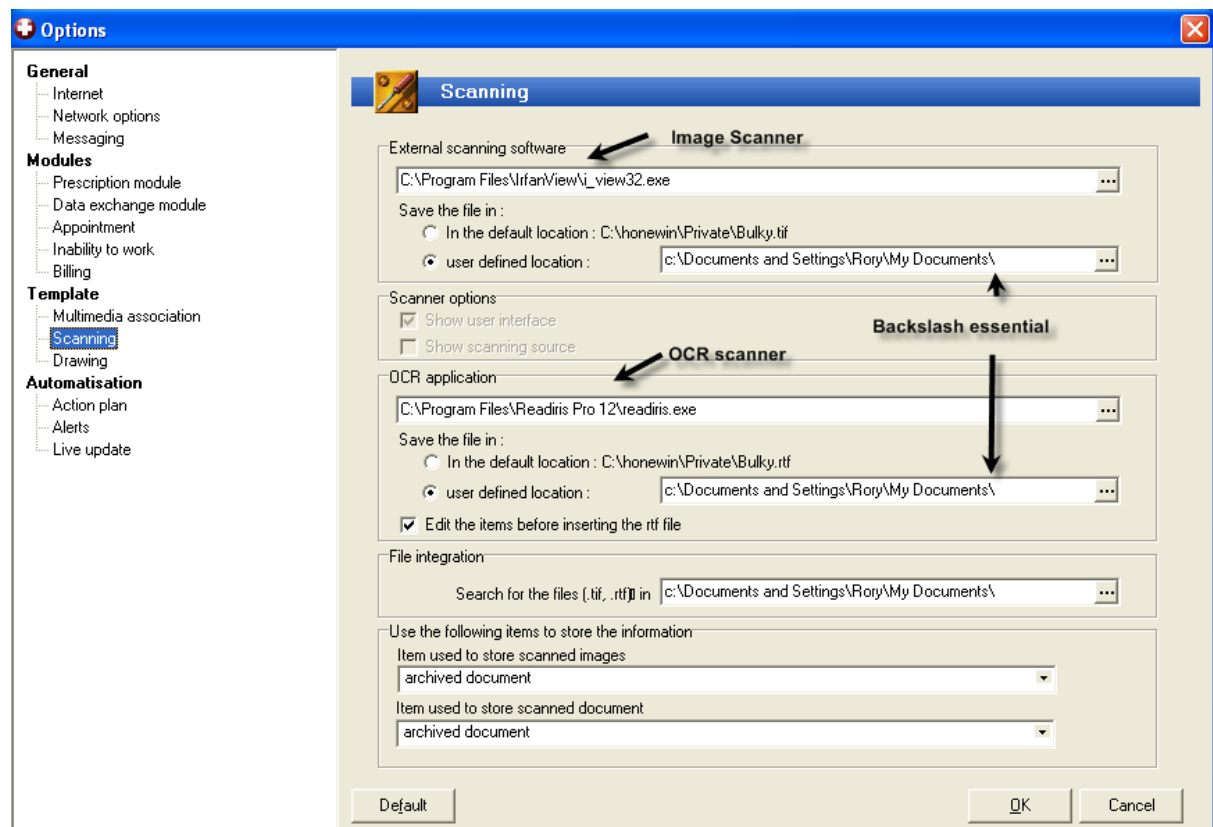 Options
General
Internet
Network options
Messaging
Modules
Prescription module
Data exchange module
Appointment
Inability to work
Billing
Template
Multimedia association
Scanning
Drawing
Automatisation
Action plan
Alerts
Live update
Scanning
Image Scanner
External scanning software
C:\Program Files\IrfanView\i_view32.exe ...
Save the file in :
In the default location : C:\honewin\Private\Bulky.tif
user defined location : c:\Documents and Settings\Rory\My Documents\ ...
Scanner options
Show user interface
Show scanning source
Backslash essential
OCR scanner
OCR application
C:\Program Files\Readiris Pro 12\readiris.exe ...
Save the file in :
In the default location : C:\honewin\Private\Bulky.rtf
user defined location : c:\Documents and Settings\Rory\My Documents\ ...
Edit the items before inserting the rtf file
File integration
Search for the files (.tif, .rtf) in c:\Documents and Settings\Rory\My Documents\ ...
Use the following items to store the information
Item used to store scanned images
archived document
Item used to store scanned document
archived document
Default OK Cancel